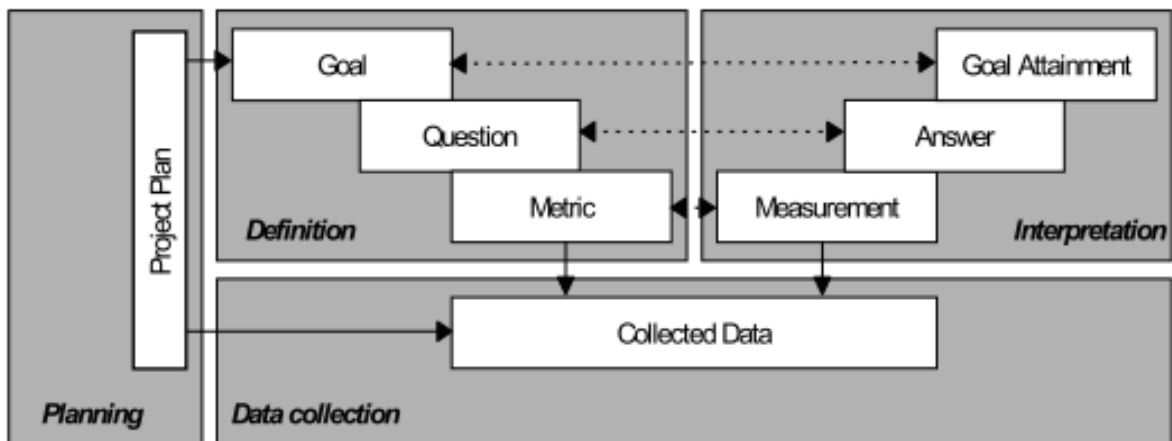 Project Plan
Goal
Goal Attainment
Question
Answer
Metric
Measurement
Definition
Interpretation
Collected Data
Planning
Data collection